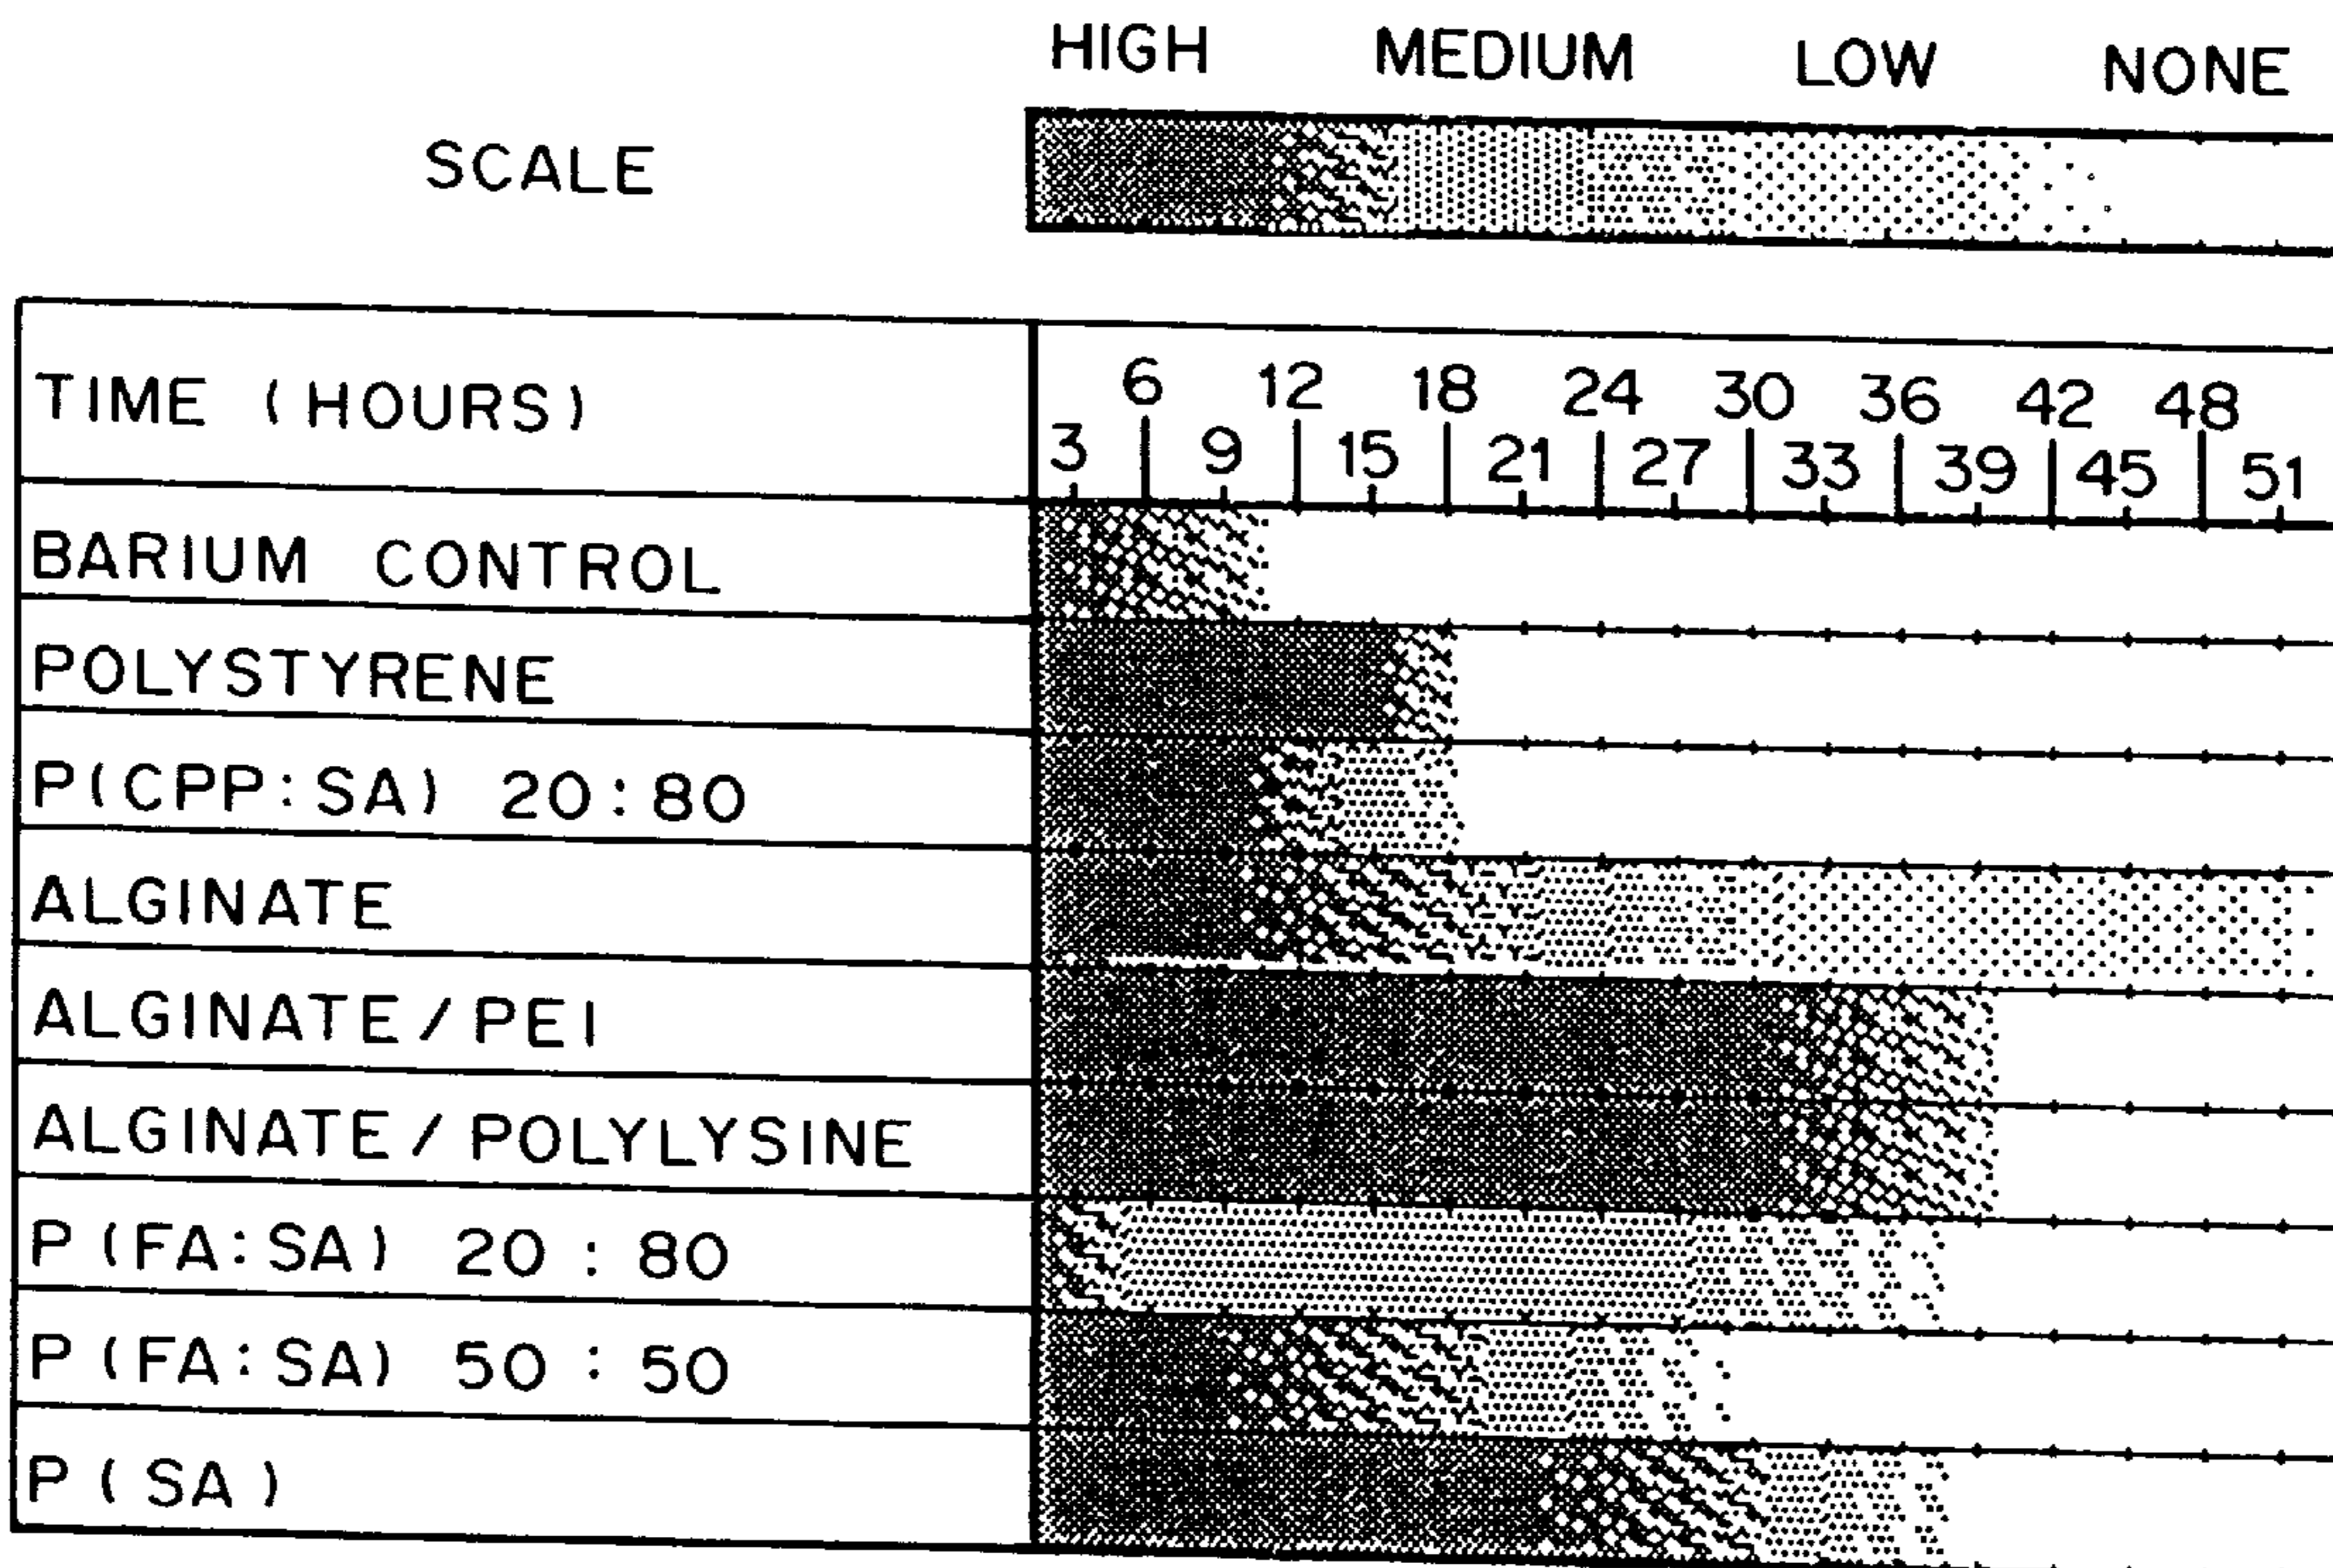 HIGH MEDIUM LOW NONE
SCALE
TIME (HOURS)
6 12 18 24 30 36 42 48
3 9 15 21 27 33 39 45 51
BARIUM CONTROL
POLYSTYRENE
P(CPP:SA) 20:80
ALGINATE
ALGINATE/PEI
ALGINATE/POLYLYSINE
P(FA:SA) 20:80
P(FA:SA) 50:50
P(SA)